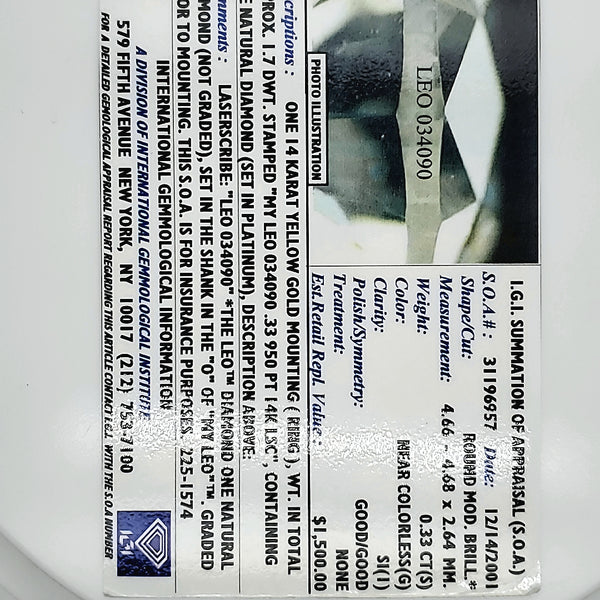 I.G.I. SUMMATION OF APPRAISAL (S.O.A.)
S.O.A.#: 31196957 Date: 12/14/2001
Shape/Cut: ROUND MOD. BRILL.*
Measurement: 4.66 - 4.68 x 2.64 MM.
Weight: 0.33 CT(S)
Color: NEAR COLORLESS(G)
Clarity: SI(1)
Polish/Symmetry: GOOD/GOOD
Treatment: NONE
Est. Retail Repl. Value: $1,500.00
LEO 034090
PHOTO ILLUSTRATION
criptions: ONE 14 KARAT YELLOW GOLD MOUNTING (RING), WT. IN TOTAL
PROX. 1.7 DWT. STAMPED "MY LEO 034090 .33 950 PT 14K LSC", CONTAINING
E NATURAL DIAMOND (SET IN PLATINUM), DESCRIPTION ABOVE.
mments: LASERSCRIBE: "LEO 034090" *THE LEO™ DIAMOND ONE NATURAL
MOND (NOT GRADED), SET IN THE SHANK IN THE "O" OF "MY LEO"™. GRADED
OR TO MOUNTING. THIS S.O.A. IS FOR INSURANCE PURPOSES. 225-1574
INTERNATIONAL GEMMOLOGICAL INFORMATION
A DIVISION OF INTERNATIONAL GEMMOLOGICAL INSTITUTE
579 FIFTH AVENUE NEW YORK, NY 10017 (212) 753-7100
FOR A DETAILED GEMOLOGICAL APPRAISAL REPORT REGARDING THIS ARTICLE CONTACT I.G.I. WITH THE S.O.A NUMBER
IGI